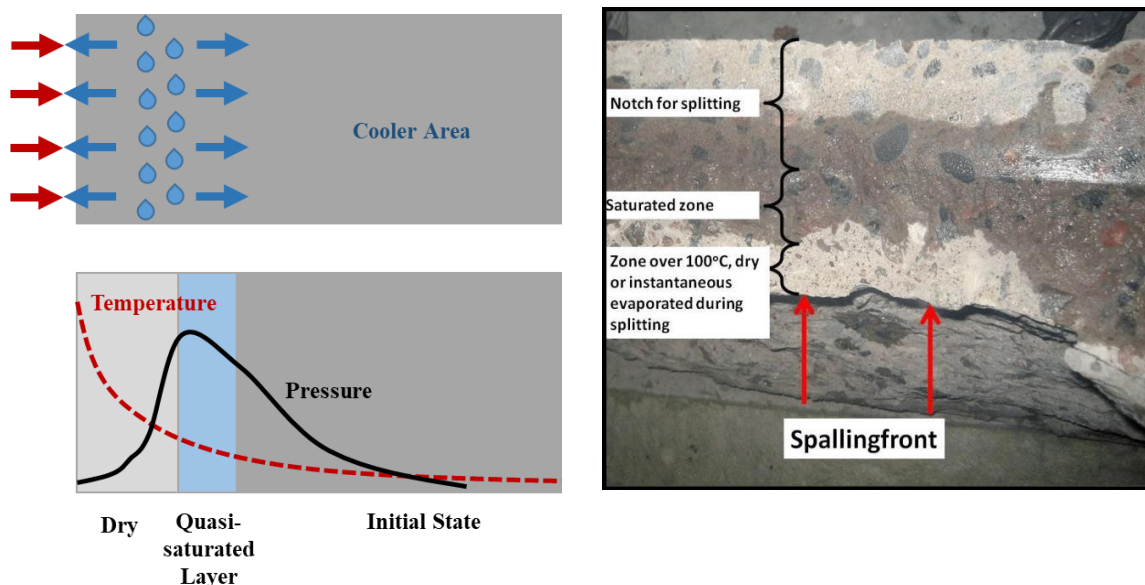 Cooler Area
Temperature
Pressure
Dry
Quasi-
saturated
Layer
Initial State
Notch for splitting
Saturated zone
Zone over 100°C, dry
or instantaneous
evaporated during
splitting
Spallingfront